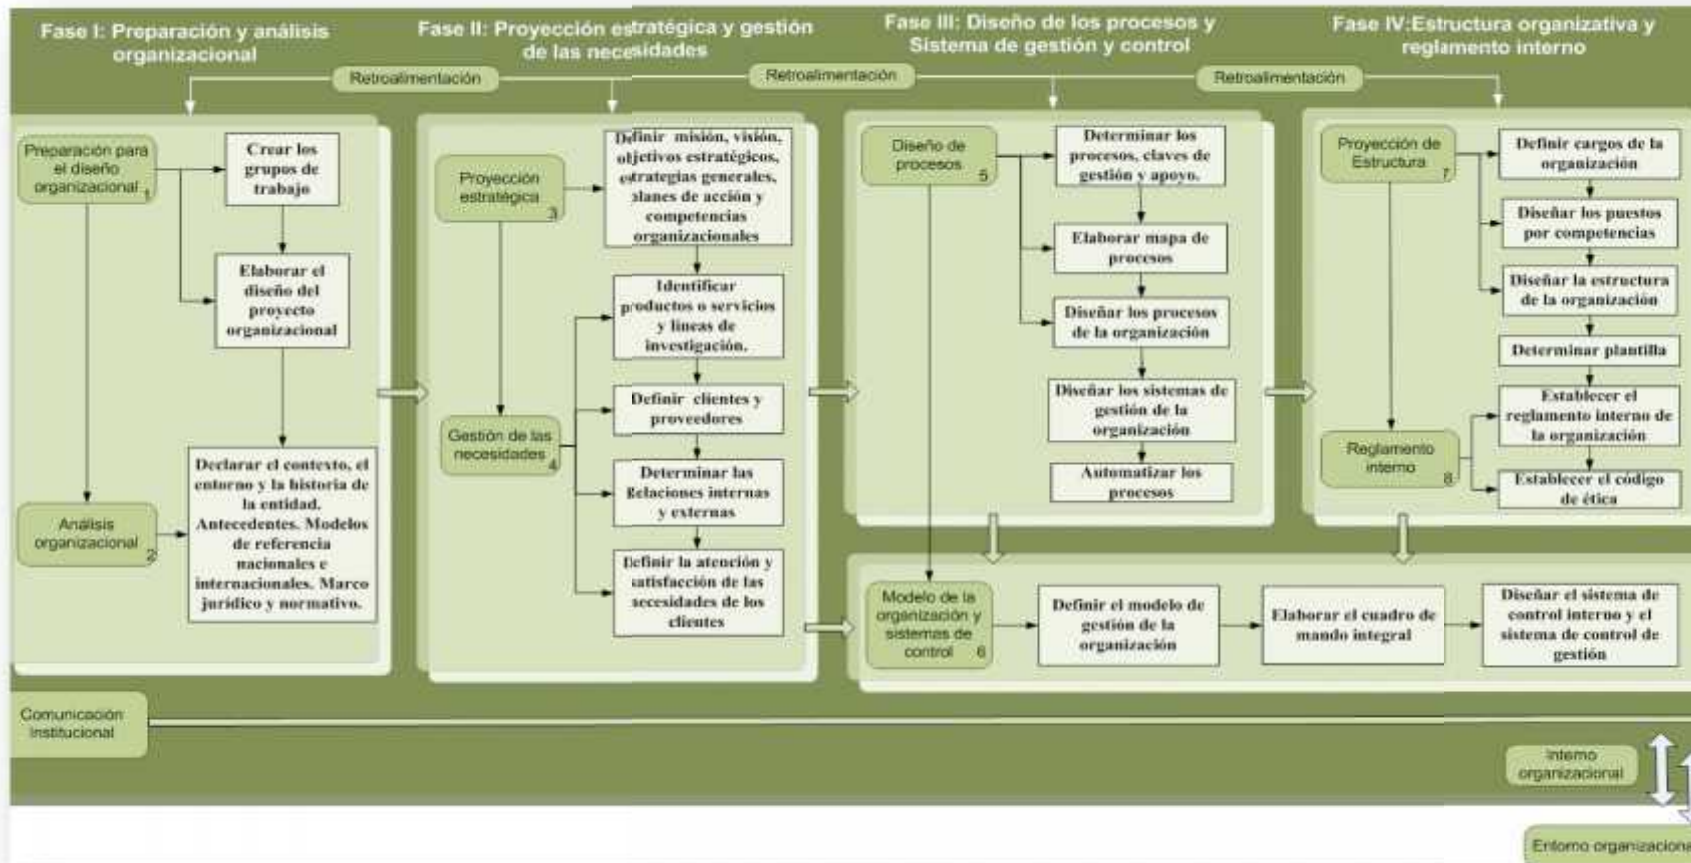 Fase I: Preparación y análisis
organizacional
Fase II: Proyección estratégica y gestión
de las necesidades
Fase III: Diseño de los procesos y
Sistema de gestión y control
Fase IV:Estructura organizativa y
reglamento interno
Retroalimentación
Retroalimentación
Retroalimentación
Preparación para
el diseño
organizacional
1
Crear los
grupos de
trabajo
Elaborar el
diseño del
proyecto
organizacional
Análisis
organizacional
2
Declarar el contexto, el
entorno y la historia de
la entidad.
Antecedentes. Modelos
de referencia
nacionales e
internacionales. Marco
jurídico y normativo.
Proyección
estratégica
3
Definir misión, visión,
objetivos estratégicos,
estrategias generales,
planes de acción y
competencias
organizacionales
Identificar
productos o servicios
y líneas de
investigación.
Gestión de las
necesidades
4
Definir clientes y
proveedores
Determinar las
Relaciones internas
y externas
Definir la atención y
satisfacción de las
necesidades de los
clientes
Diseño de
procesos
5
Determinar los
procesos, claves de
gestión y apoyo.
Elaborar mapa de
procesos
Diseñar los procesos
de la organización
Diseñar los sistemas de
gestión de la
organización
Automatizar los
procesos
Proyección de
Estructura
7
Definir cargos de la
organización
Diseñar los puestos
por competencias
Diseñar la estructura
de la organización
Determinar plantilla
Reglamento
interno
8
Establecer el
reglamento interno de
la organización
Establecer el código
de ética
Modelo de la
organización y
sistemas de
control
6
Definir el modelo de
gestión de la
organización
Elaborar el cuadro de
mando integral
Diseñar el sistema de
control interno y el
sistema de control de
gestión
Comunicación
Institucional
Interno
organizacional
Entorno organizaciona